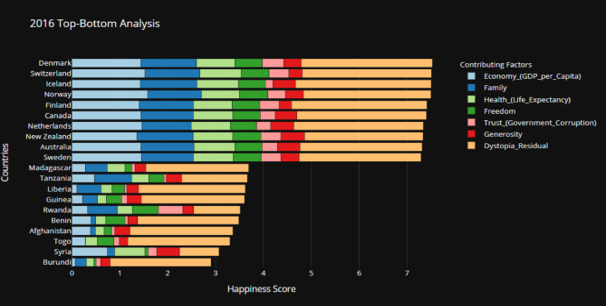 2016 Top-Bottom Analysis
Denmark
Switzerland
Iceland
Norway
Finland
Canada
Netherlands
New Zealand
Australia
Sweden
Madagascar
Tanzania
Liberia
Guinea
Rwanda
Benin
Afghanistan
Togo
Syria
Burundi
Countries
0 1 2 3 4 5 6 7
Happiness Score
Contributing Factors
Economy_(GDP_per_Capita)
Family
Health_(Life_Expectancy)
Freedom
Trust_(Government_Corruption)
Generosity
Dystopia_Residual